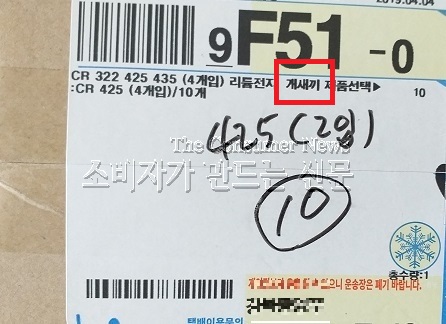 2019.04.04
9F51-0
CR 322 425 435 (4개입) 리튬전지 개새끼 제품선택▶ 10
:CR 425 (4개입)/10개
425 (2입)
The Consumer News
소비자가 만드는 신문
10
총수량:1
으니 운송장은 폐기 바랍니다.
택배이용문의